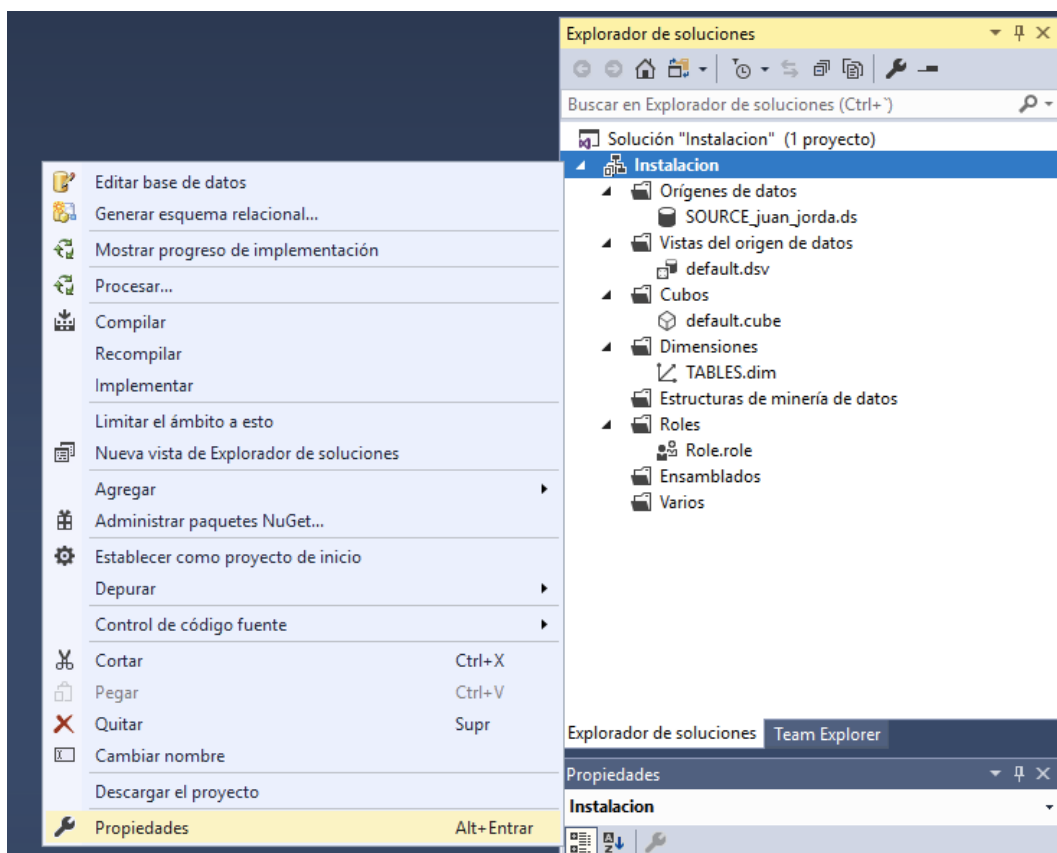 Explorador de soluciones
Buscar en Explorador de soluciones (Ctrl+`)
Solución "Instalacion" (1 proyecto)
Instalacion
Orígenes de datos
SOURCE_juan_jorda.ds
Vistas del origen de datos
default.dsv
Cubos
default.cube
Dimensiones
TABLES.dim
Estructuras de minería de datos
Roles
Role.role
Ensamblados
Varios
Editar base de datos
Generar esquema relacional...
Mostrar progreso de implementación
Procesar...
Compilar
Recompilar
Implementar
Limitar el ámbito a esto
Nueva vista de Explorador de soluciones
Agregar
Administrar paquetes NuGet...
Establecer como proyecto de inicio
Depurar
Control de código fuente
Cortar Ctrl+X
Pegar Ctrl+V
Quitar Supr
Cambiar nombre
Descargar el proyecto
Propiedades Alt+Entrar
Explorador de soluciones Team Explorer
Propiedades
Instalacion